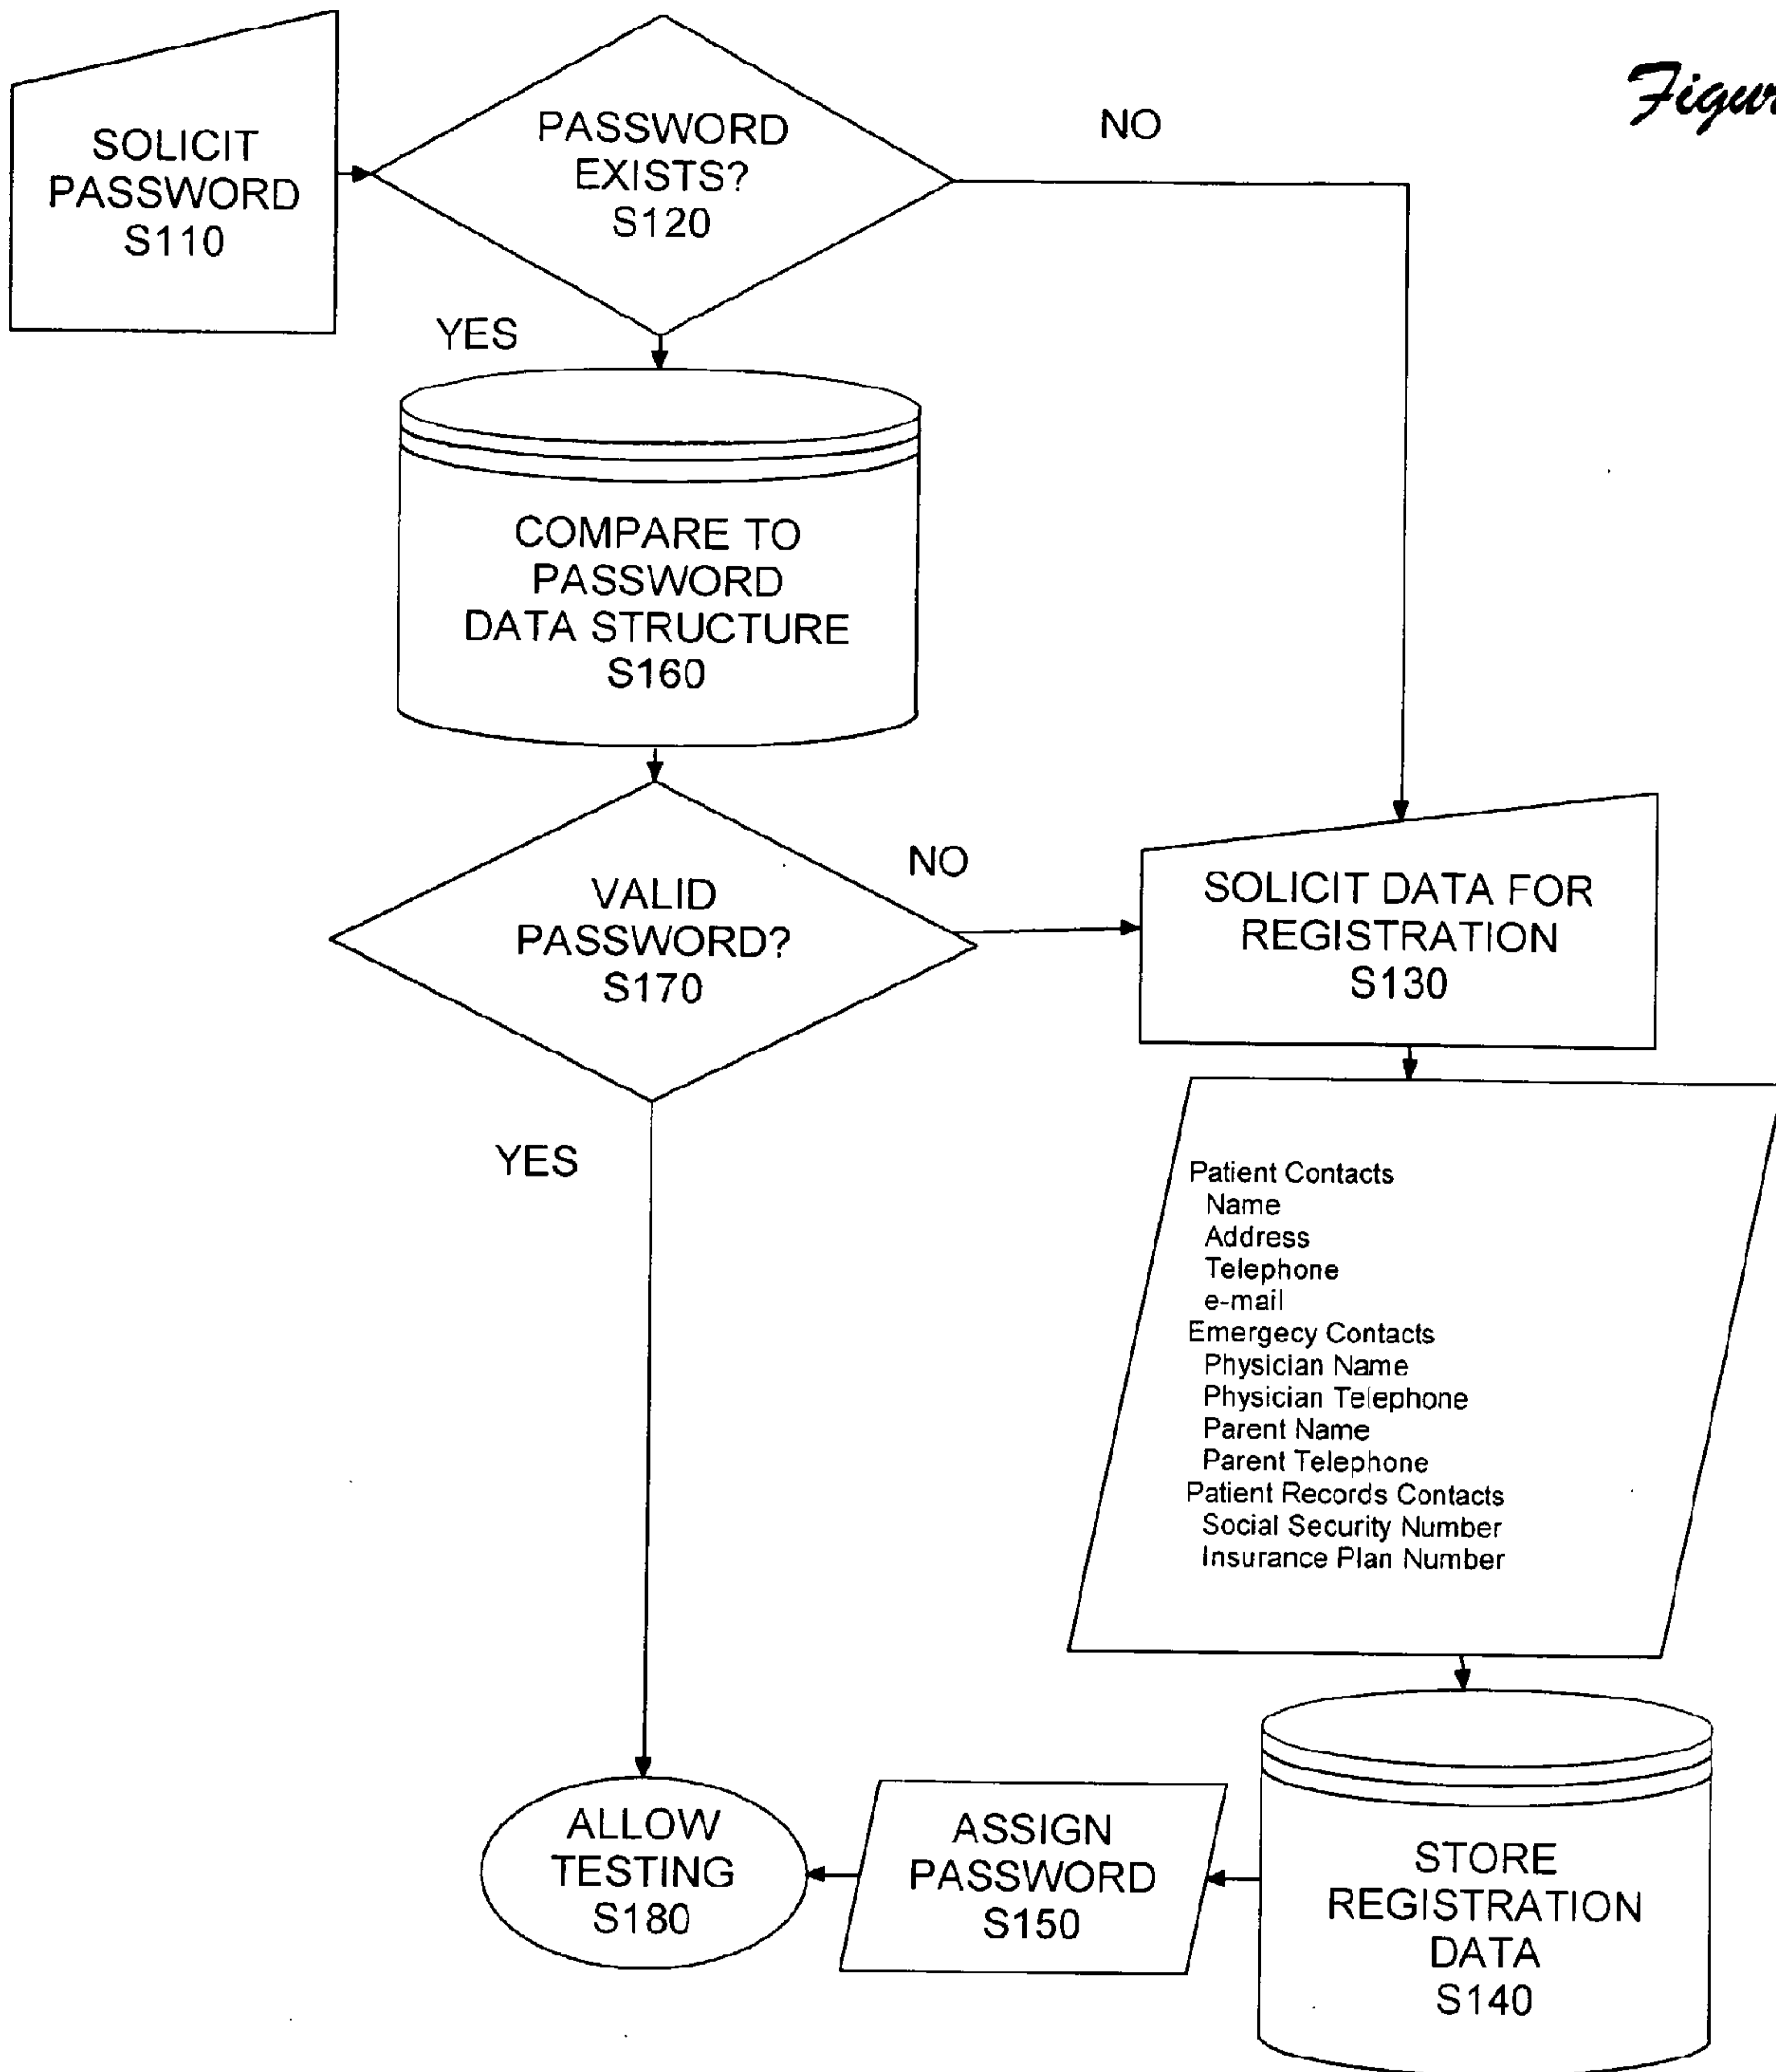 SOLICIT
PASSWORD
S110
PASSWORD
EXISTS?
S120
NO
YES
COMPARE TO
PASSWORD
DATA STRUCTURE
S160
VALID
PASSWORD?
S170
NO
YES
SOLICIT DATA FOR
REGISTRATION
S130
Patient Contacts
Name
Address
Telephone
e-mail
Emergecy Contacts
Physician Name
Physician Telephone
Parent Name
Parent Telephone
Patient Records Contacts
Social Security Number
Insurance Plan Number
STORE
REGISTRATION
DATA
S140
ASSIGN
PASSWORD
S150
ALLOW
TESTING
S180